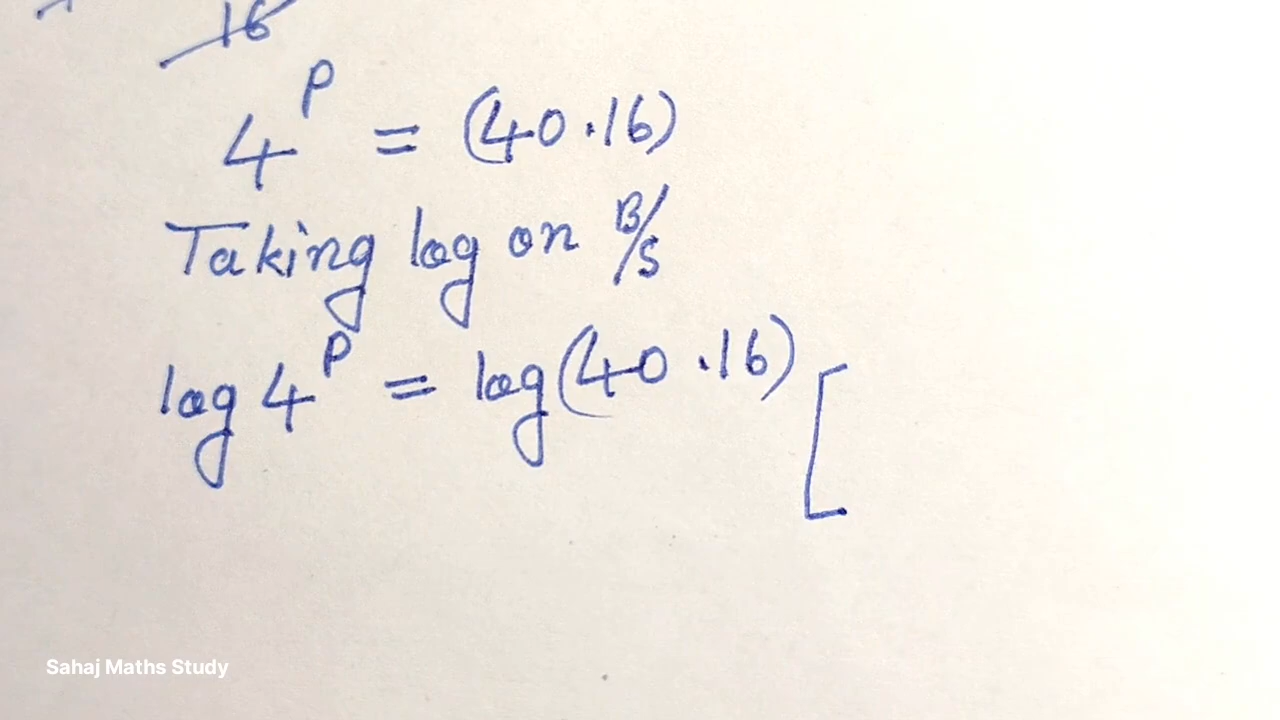 16
4^P = (40.16)
Taking log on B/S
log 4^P = log(40.16) [
Sahaj Maths Study